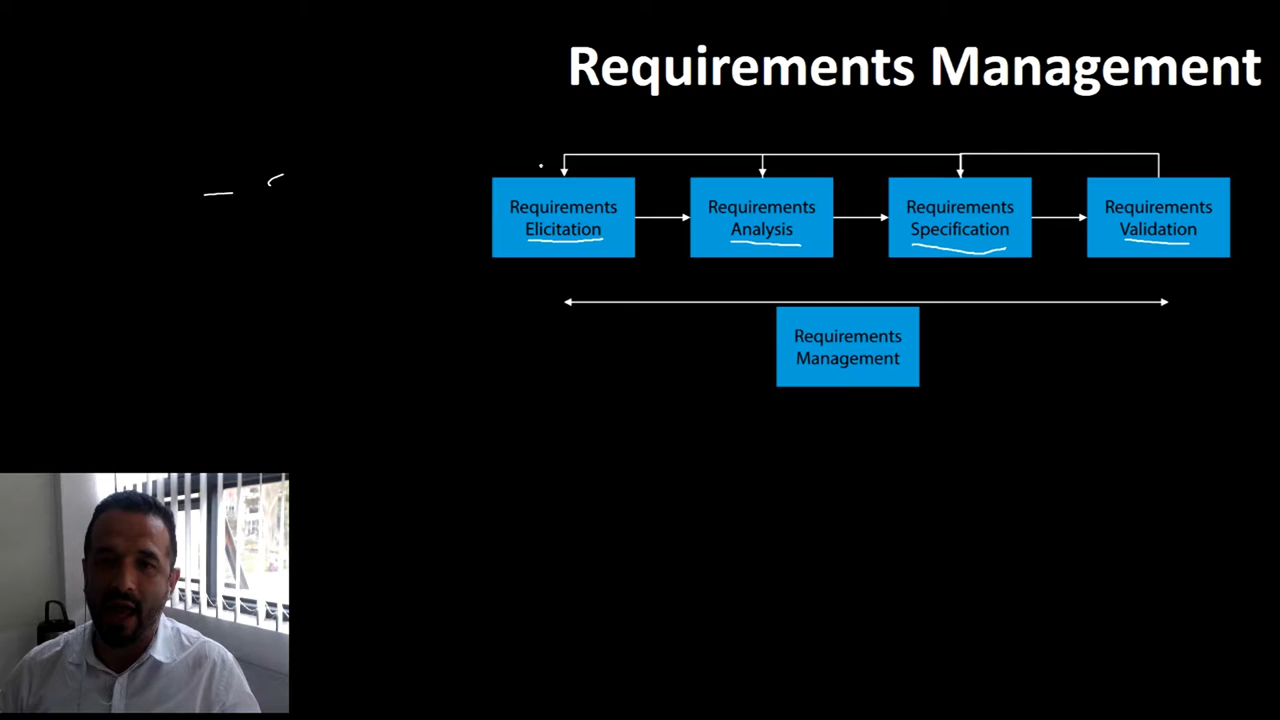 Requirements Management
Requirements
Elicitation
Requirements
Analysis
Requirements
Specification
Requirements
Validation
Requirements
Management